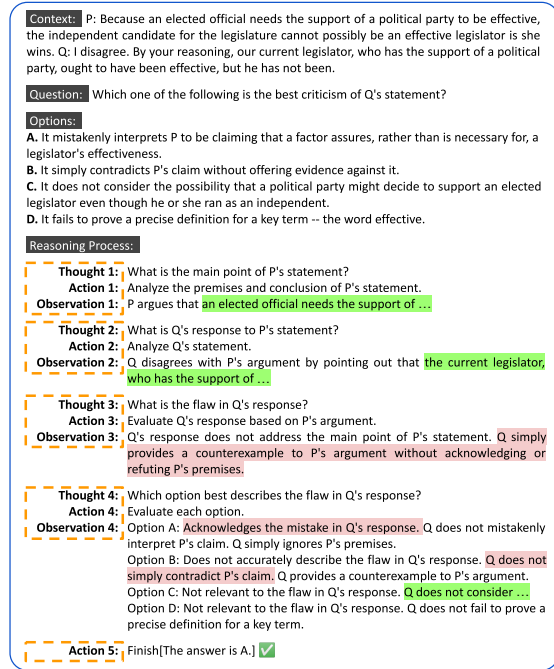 Context: P: Because an elected official needs the support of a political party to be effective,
the independent candidate for the legislature cannot possibly be an effective legislator is she
wins. Q: I disagree. By your reasoning, our current legislator, who has the support of a political
party, ought to have been effective, but he has not been.
Question: Which one of the following is the best criticism of Q's statement?
Options:
A. It mistakenly interprets P to be claiming that a factor assures, rather than is necessary for, a
legislator's effectiveness.
B. It simply contradicts P's claim without offering evidence against it.
C. It does not consider the possibility that a political party might decide to support an elected
legislator even though he or she ran as an independent.
D. It fails to prove a precise definition for a key term -- the word effective.
Reasoning Process:
Thought 1: What is the main point of P's statement?
Action 1: Analyze the premises and conclusion of P's statement.
Observation 1: P argues that an elected official needs the support of ...
Thought 2: What is Q's response to P's statement?
Action 2: Analyze Q's statement.
Observation 2: Q disagrees with P's argument by pointing out that the current legislator,
who has the support of ...
Thought 3: What is the flaw in Q's response?
Action 3: Evaluate Q's response based on P's argument.
Observation 3: Q's response does not address the main point of P's statement. Q simply
provides a counterexample to P's argument without acknowledging or
refuting P's premises.
Thought 4: Which option best describes the flaw in Q's response?
Action 4: Evaluate each option.
Observation 4: Option A: Acknowledges the mistake in Q's response. Q does not mistakenly
interpret P's claim. Q simply ignores P's premises.
Option B: Does not accurately describe the flaw in Q's response. Q does not
simply contradict P's claim. Q provides a counterexample to P's argument.
Option C: Not relevant to the flaw in Q's response. Q does not consider ...
Option D: Not relevant to the flaw in Q's response. Q does not fail to prove a
precise definition for a key term.
Action 5: Finish[The answer is A.] ✅